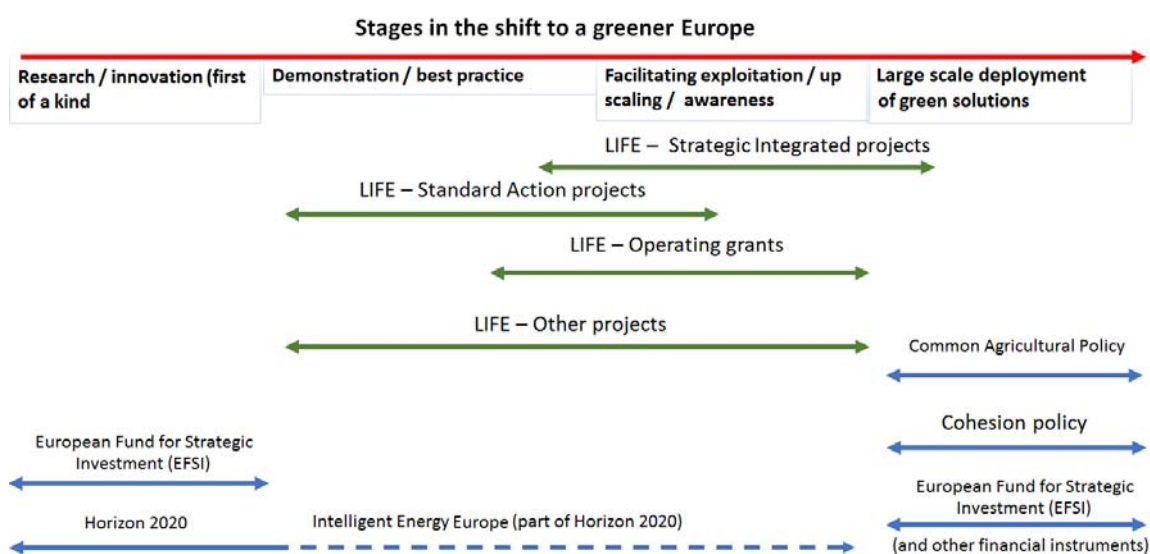 Stages in the shift to a greener Europe
Research / innovation (first
of a kind
Demonstration / best practice
Facilitating exploitation / up
scaling / awareness
Large scale deployment
of green solutions
LIFE – Strategic Integrated projects
LIFE – Standard Action projects
LIFE – Operating grants
LIFE – Other projects
Common Agricultural Policy
Cohesion policy
European Fund for Strategic
Investment (EFSI)
European Fund for Strategic
Investment (EFSI)
(and other financial instruments)
Horizon 2020
Intelligent Energy Europe (part of Horizon 2020)